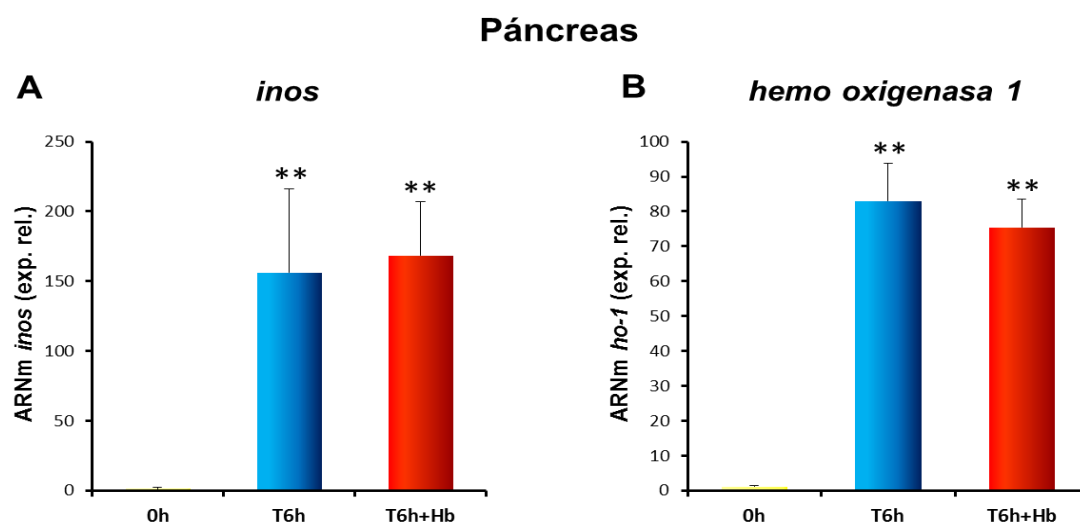 Páncreas
A
inos
ARNm inos (exp. rel.)
250
200
150
100
50
0
**
**
0h
T6h
T6h+Hb
B
hemo oxigenasa 1
ARNm ho-1 (exp. rel.)
100
90
80
70
60
50
40
30
20
10
0
**
**
0h
T6h
T6h+Hb